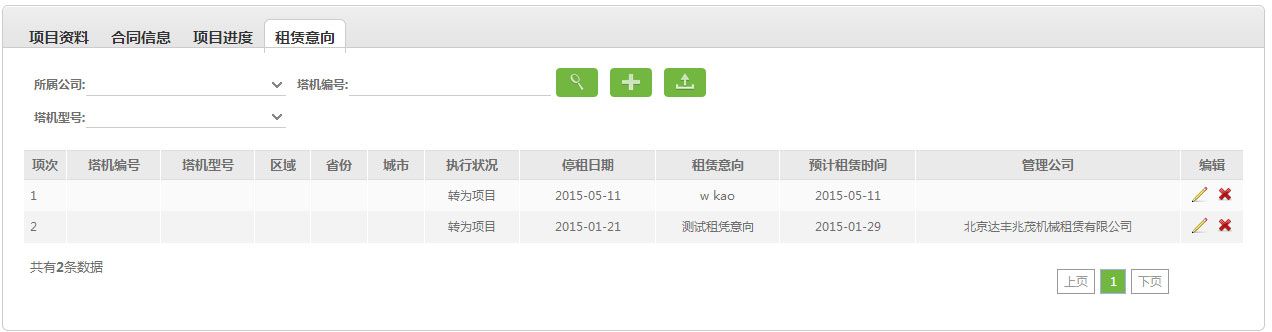 项目资料 合同信息 项目进度 租赁意向
所属公司: 塔机编号:
塔机型号:
项次 塔机编号 塔机型号 区域 省份 城市 执行状况 停租日期 租赁意向 预计租赁时间 管理公司 编辑
1 转为项目 2015-05-11 w kao 2015-05-11
2 转为项目 2015-01-21 测试租凭意向 2015-01-29 北京达丰兆茂机械租赁有限公司
共有2条数据
上页 1 下页